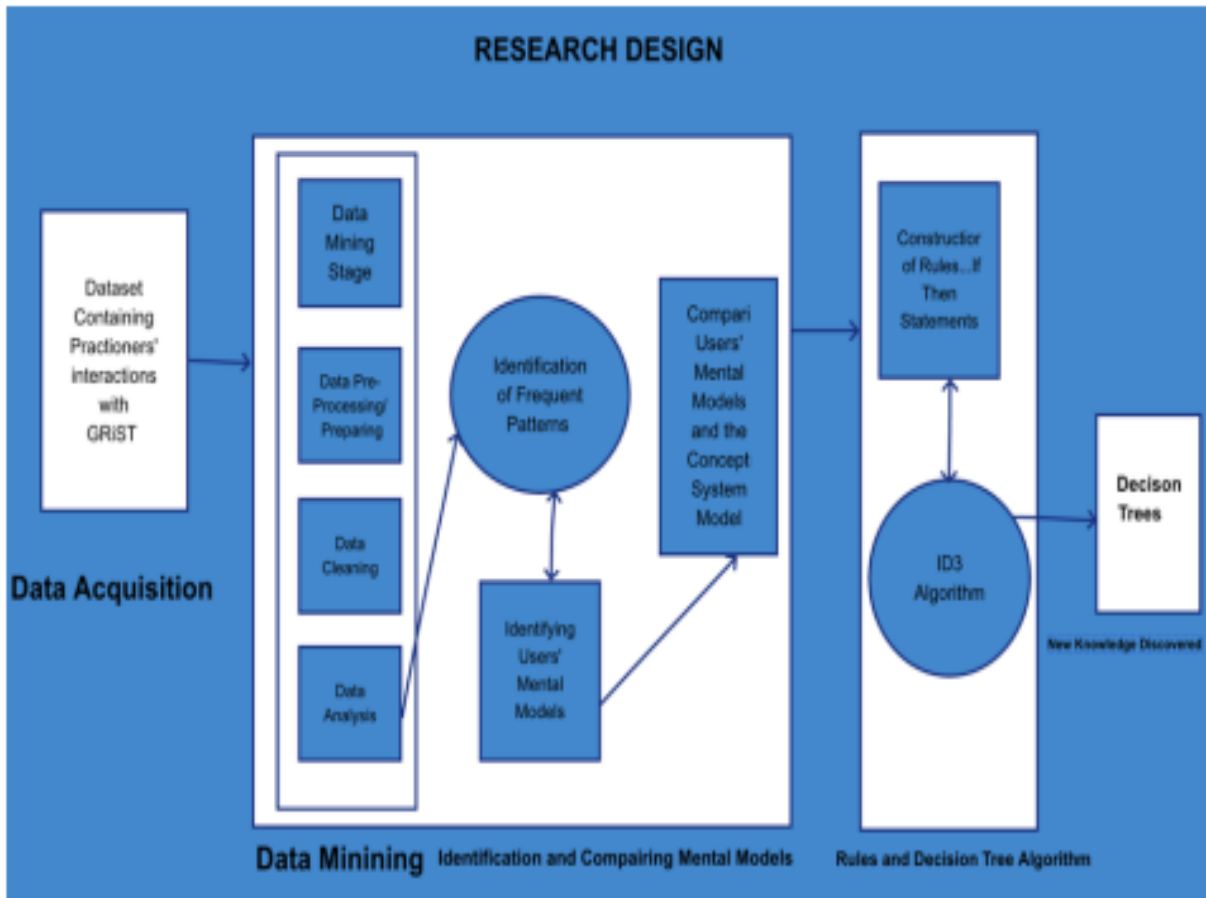 RESEARCH DESIGN
Dataset
Containing
Practioners'
interactions
with
GRiST
Data Acquisition
Data
Mining
Stage
Data Pre-
Processing/
Preparing
Data
Cleaning
Data
Analysis
Identification
of Frequent
Patterns
Identifying
Users'
Mental
Models
Compari
Users'
Mental
Models
and the
Concept
System
Model
Data Minining
Identification and Compairing Mental Models
Constructior
of Rules...If
Then
Statements
ID3
Algorithm
Rules and Decision Tree Algorithm
Decison
Trees
New Knowledge Discovered